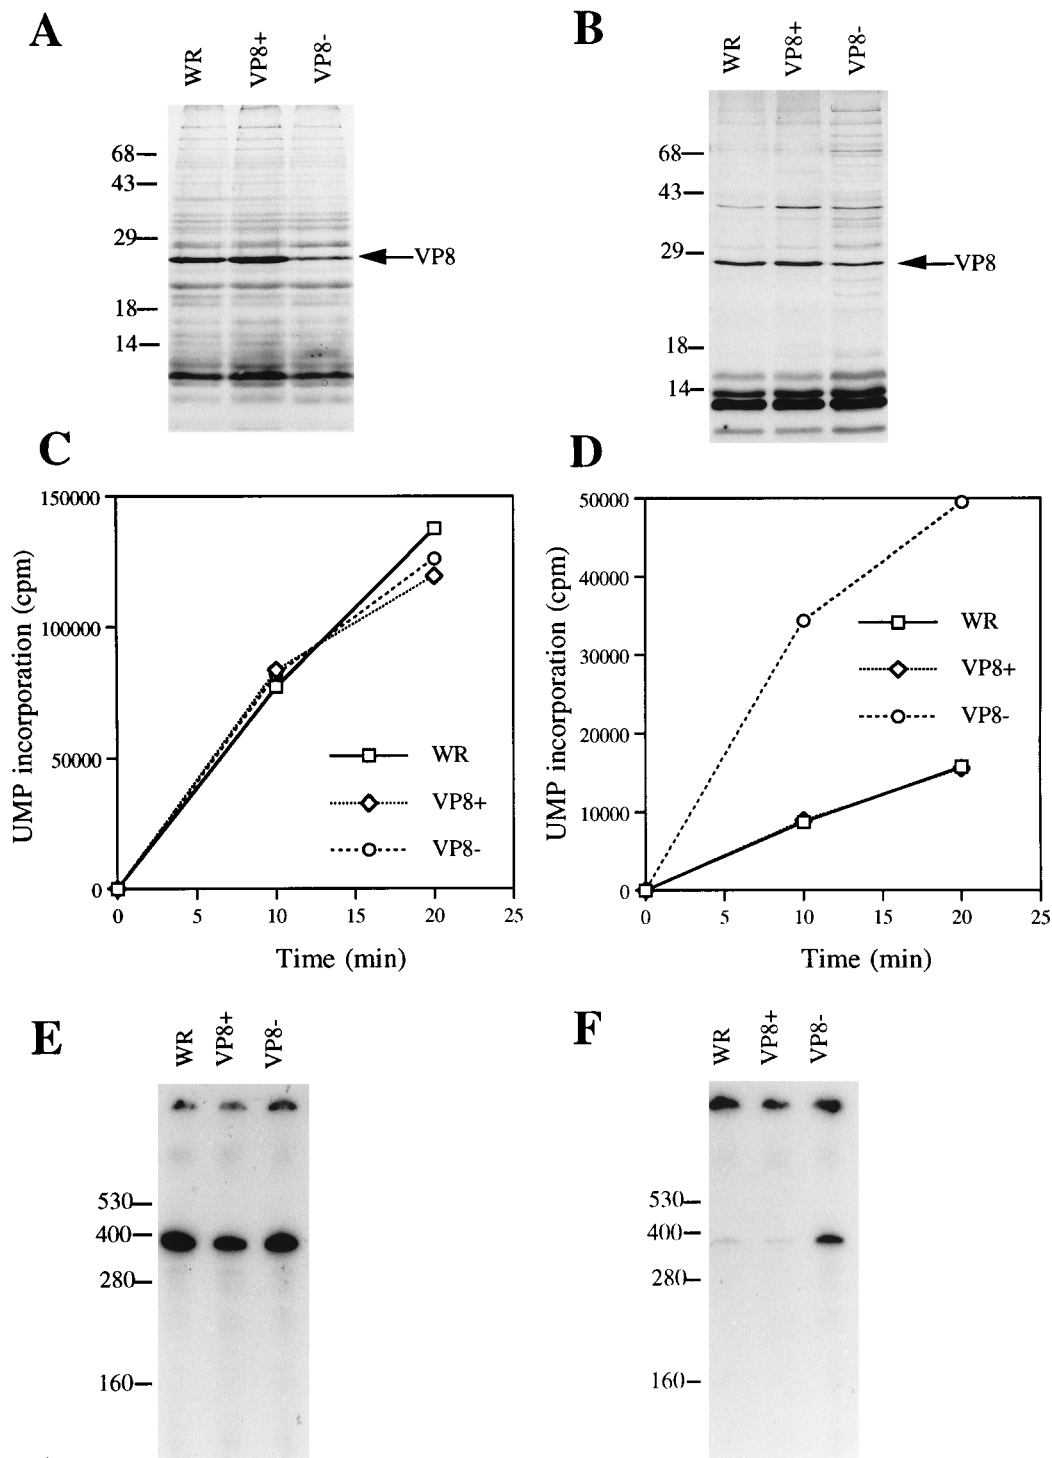 A
WR
VP8+
VP8-
68
43
29
VP8
18
14
B
WR
VP8+
VP8-
68
43
29
VP8
18
14
C
150000
100000
50000
0
0
5
10
15
20
25
UMP incorporation (cpm)
Time (min)
WR
VP8+
VP8-
D
50000
40000
30000
20000
10000
0
0
5
10
15
20
25
UMP incorporation (cpm)
Time (min)
WR
VP8+
VP8-
E
WR
VP8+
VP8-
530
400
280
160
F
WR
VP8+
VP8-
530
400
280
160